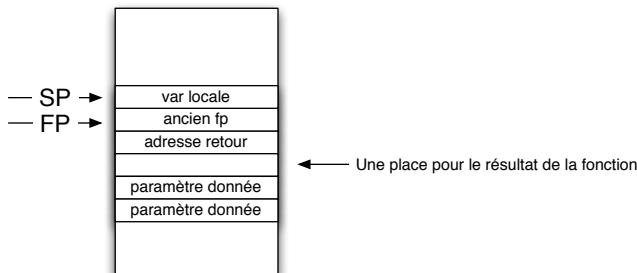 SP
var locale
FP
ancien fp
adresse retour
Une place pour le résultat de la fonction
paramètre donnée
paramètre donnée